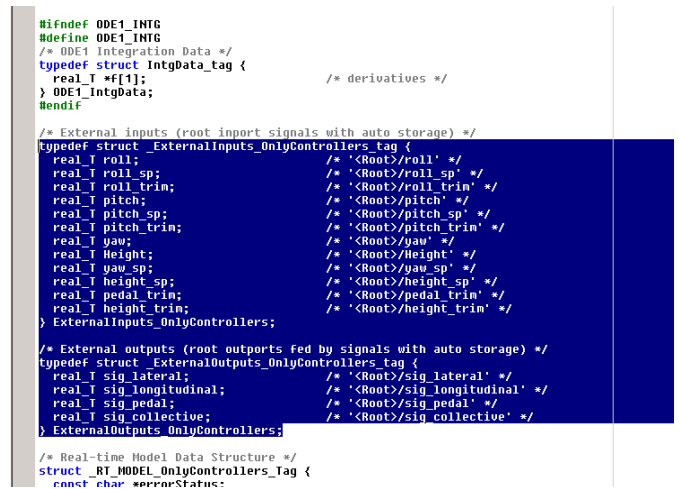 #ifndef ODE1_INTG
#define ODE1_INTG
/* ODE1 Integration Data */
typedef struct IntgData_tag {
  real_T *f[1];                         /* derivatives */
} ODE1_IntgData;
#endif

/* External inputs (root inport signals with auto storage) */
typedef struct _ExternalInputs_OnlyControllers_tag {
  real_T roll;                          /* '<Root>/roll' */
  real_T roll_sp;                       /* '<Root>/roll_sp' */
  real_T roll_trim;                     /* '<Root>/roll_trim' */
  real_T pitch;                         /* '<Root>/pitch' */
  real_T pitch_sp;                      /* '<Root>/pitch_sp' */
  real_T pitch_trim;                    /* '<Root>/pitch_trim' */
  real_T yaw;                           /* '<Root>/yaw' */
  real_T Height;                        /* '<Root>/Height' */
  real_T yaw_sp;                        /* '<Root>/yaw_sp' */
  real_T height_sp;                     /* '<Root>/height_sp' */
  real_T pedal_trim;                    /* '<Root>/pedal_trim' */
  real_T height_trim;                   /* '<Root>/height_trim' */
} ExternalInputs_OnlyControllers;

/* External outputs (root outports fed by signals with auto storage) */
typedef struct _ExternalOutputs_OnlyControllers_tag {
  real_T sig_lateral;                   /* '<Root>/sig_lateral' */
  real_T sig_longitudinal;              /* '<Root>/sig_longitudinal' */
  real_T sig_pedal;                     /* '<Root>/sig_pedal' */
  real_T sig_collective;                /* '<Root>/sig_collective' */
} ExternalOutputs_OnlyControllers;

/* Real-time Model Data Structure */
struct _RT_MODEL_OnlyControllers_Tag {
  const char *errorStatus;